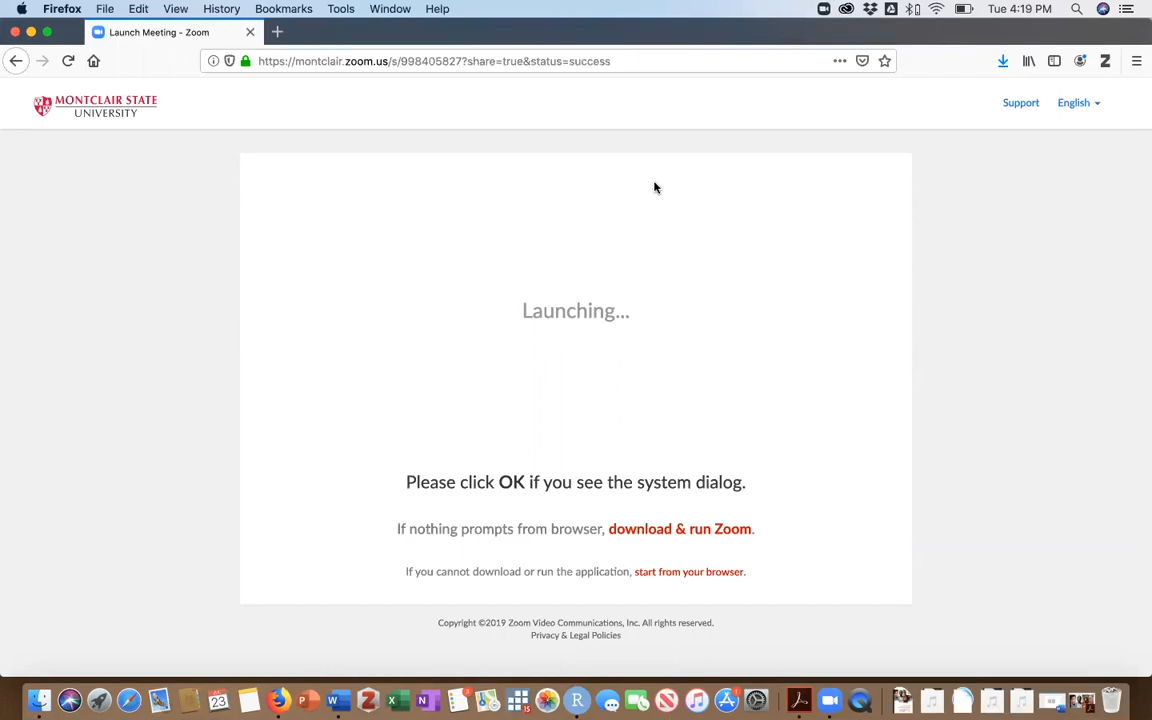 Firefox File Edit View History Bookmarks Tools Window Help Tue 4:19 PM
Launch Meeting - Zoom
https://montclair.zoom.us/s/998405827?share=true&status=success
MONTCLAIR STATE
UNIVERSITY
Support English
Launching...
Please click OK if you see the system dialog.
If nothing prompts from browser, download & run Zoom.
If you cannot download or run the application, start from your browser.
Copyright ©2019 Zoom Video Communications, Inc. All rights reserved.
Privacy & Legal Policies
23